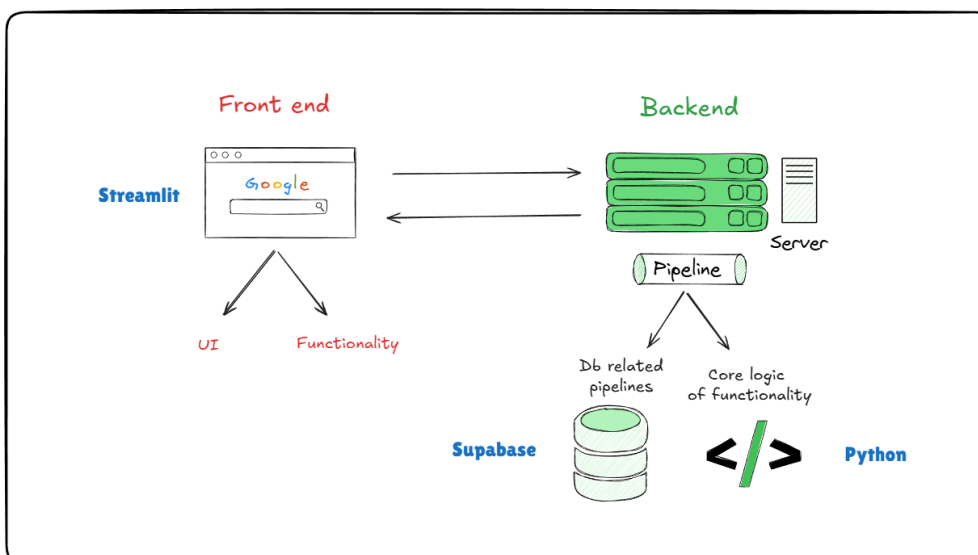 Front end
Backend
Google
Streamlit
Server
Pipeline
UI
Functionality
Db related
pipelines
Core logic
of functionality
Supabase
</>
Python